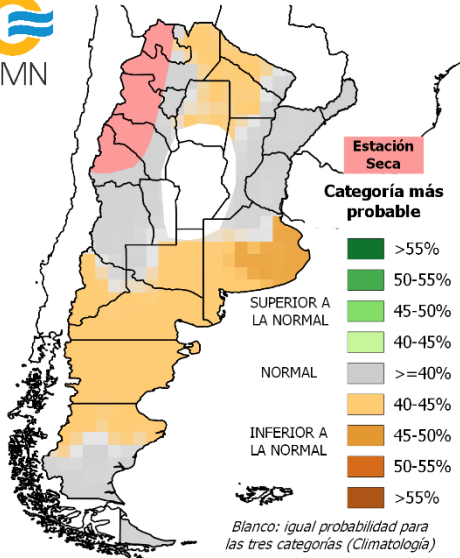 MN
Estación
Seca
Categoría más
probable
>55%
50-55%
45-50%
40-45%
SUPERIOR A
LA NORMAL
NORMAL
>=40%
40-45%
45-50%
50-55%
>55%
INFERIOR A
LA NORMAL
Blanco: igual probabilidad para
las tres categorías (Climatología)